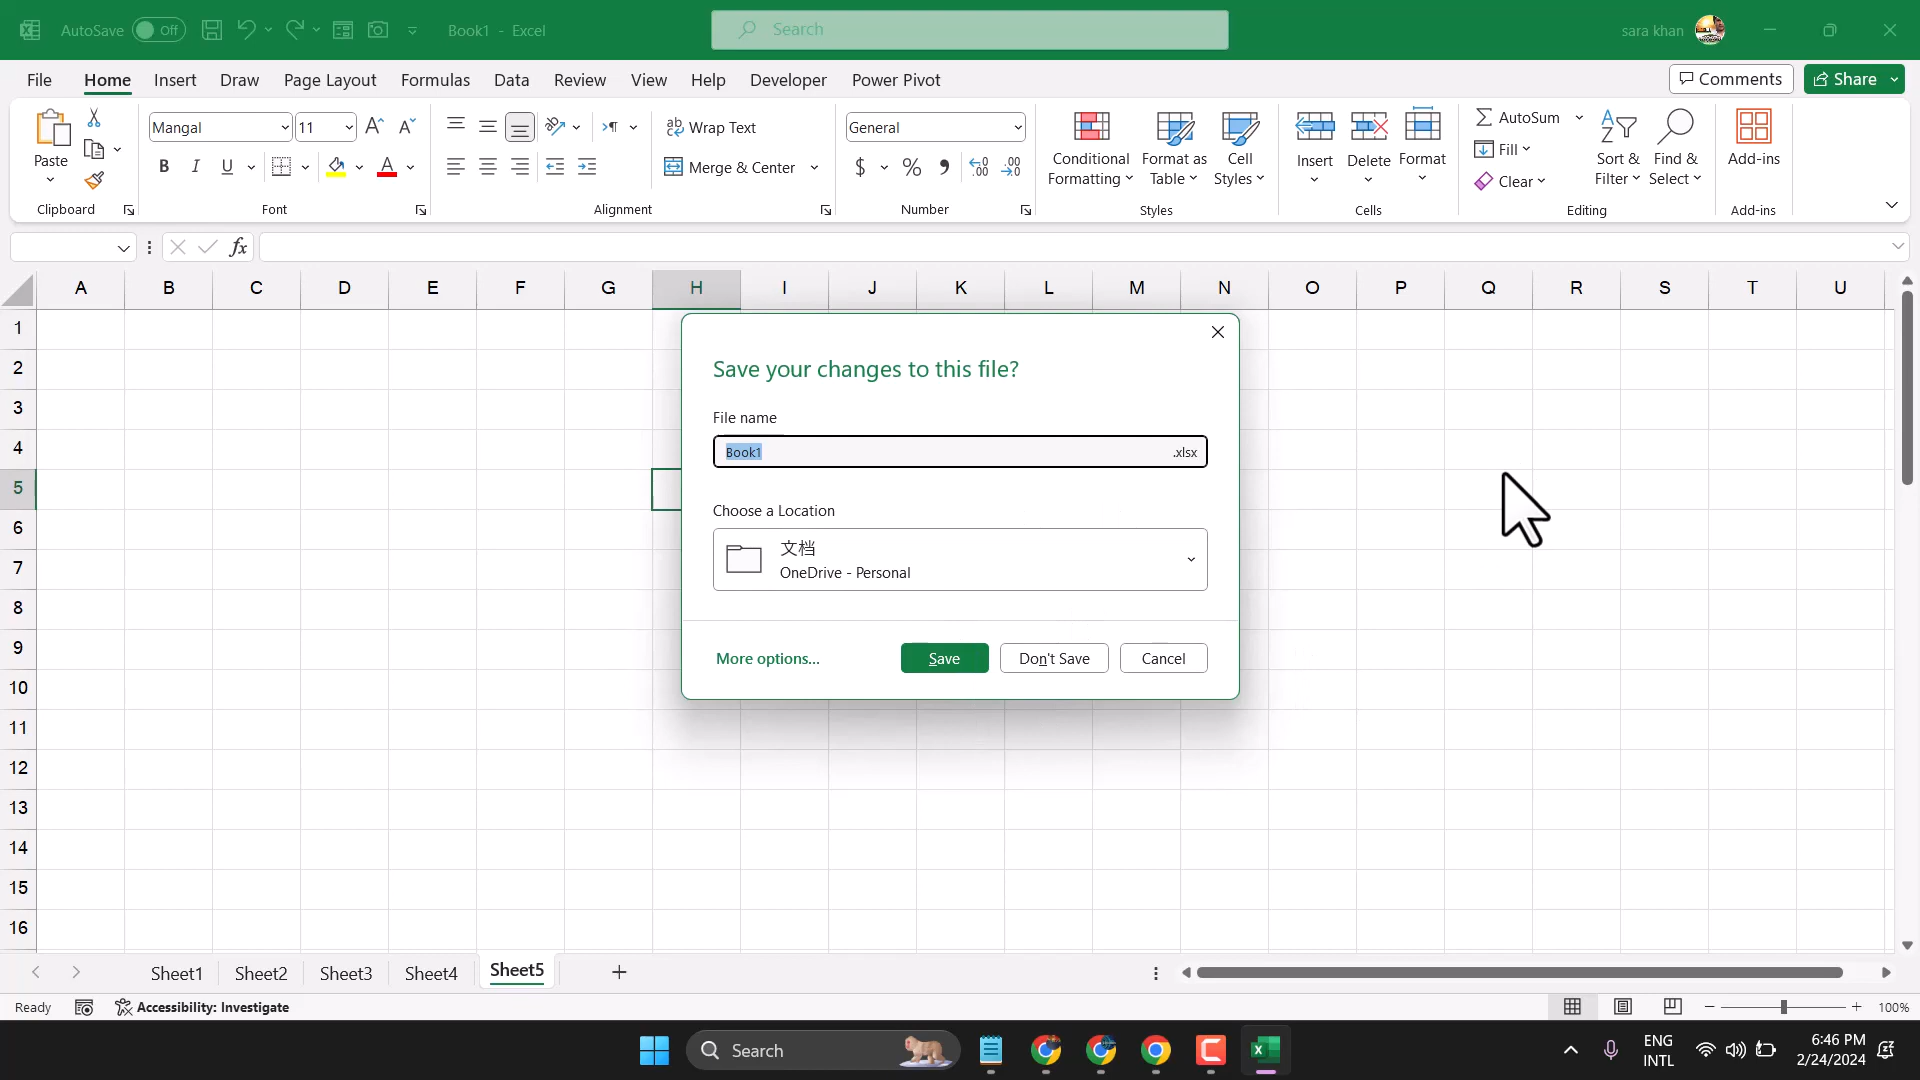 AutoSave Off Book1 - Excel Search sara khan
File Home Insert Draw Page Layout Formulas Data Review View Help Developer Power Pivot Comments Share
Paste Mangal 11 Wrap Text General Conditional Formatting Format as Table Cell Styles Insert Delete Format AutoSum Sort & Filter Find & Select Add-ins
B I U Merge & Center $ % Fill
Clear
Clipboard Font Alignment Number Styles Cells Editing Add-ins
fx
A B C D E F G H I J K L M N O P Q R S T U
1
2
3
4
5
6
7
8
9
10
11
12
13
14
15
16
Save your changes to this file?
File name
Book1 .xlsx
Choose a Location
文档
OneDrive - Personal
More options... Save Don't Save Cancel
Sheet1 Sheet2 Sheet3 Sheet4 Sheet5
Ready Accessibility: Investigate 100%
Search ENG 6:46 PM
INTL 2/24/2024